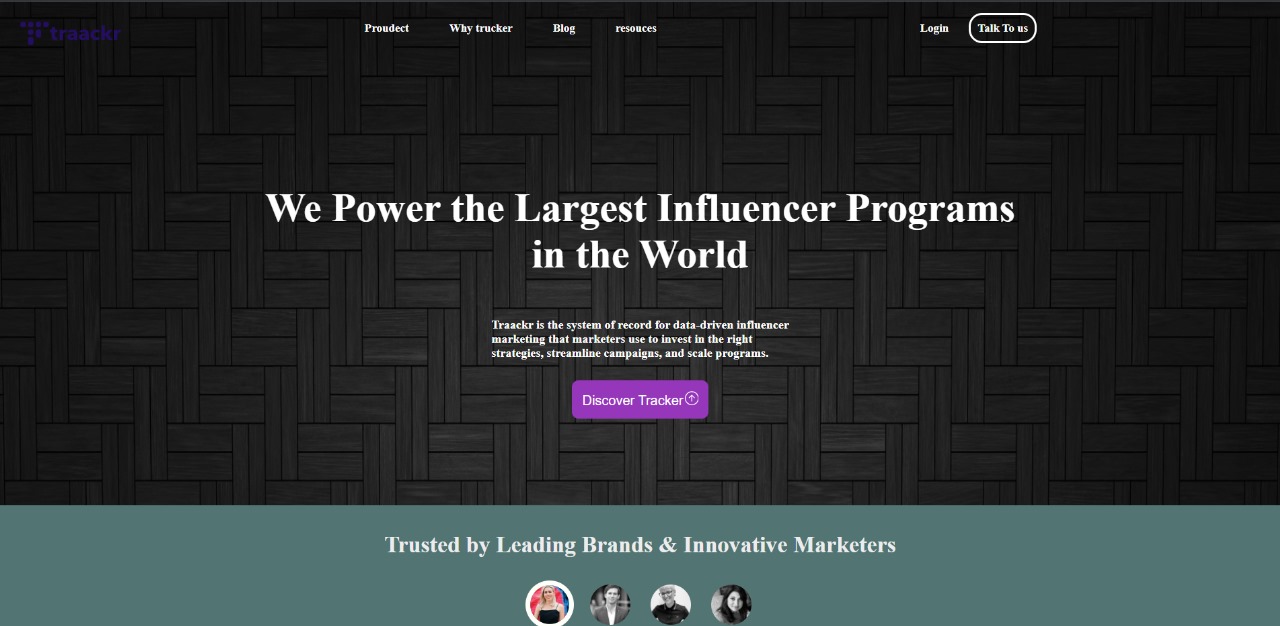 traackr
Proudect
Why trucker
Blog
resouces
Login
Talk To us
We Power the Largest Influencer Programs
in the World
Traackr is the system of record for data-driven influencer
marketing that marketers use to invest in the right
strategies, streamline campaigns, and scale programs.
Discover Tracker
Trusted by Leading Brands & Innovative Marketers